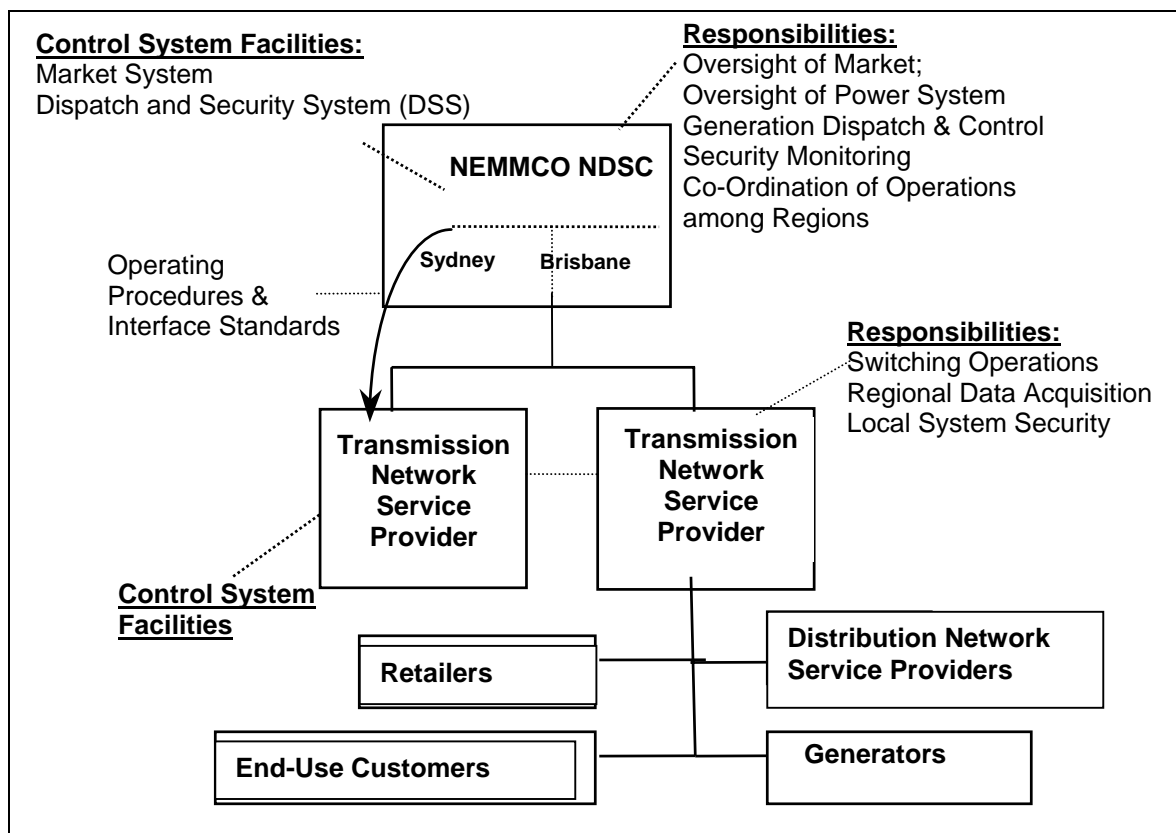 Control System Facilities:
Market System
Dispatch and Security System (DSS)
Responsibilities:
Oversight of Market;
Oversight of Power System
Generation Dispatch & Control
Security Monitoring
Co-Ordination of Operations
among Regions
NEMMCO NDSC
Sydney
Brisbane
Operating
Procedures &
Interface Standards
Responsibilities:
Switching Operations
Regional Data Acquisition
Local System Security
Transmission
Network
Service
Provider
Transmission
Network
Service
Provider
Control System
Facilities
Retailers
Distribution Network
Service Providers
End-Use Customers
Generators